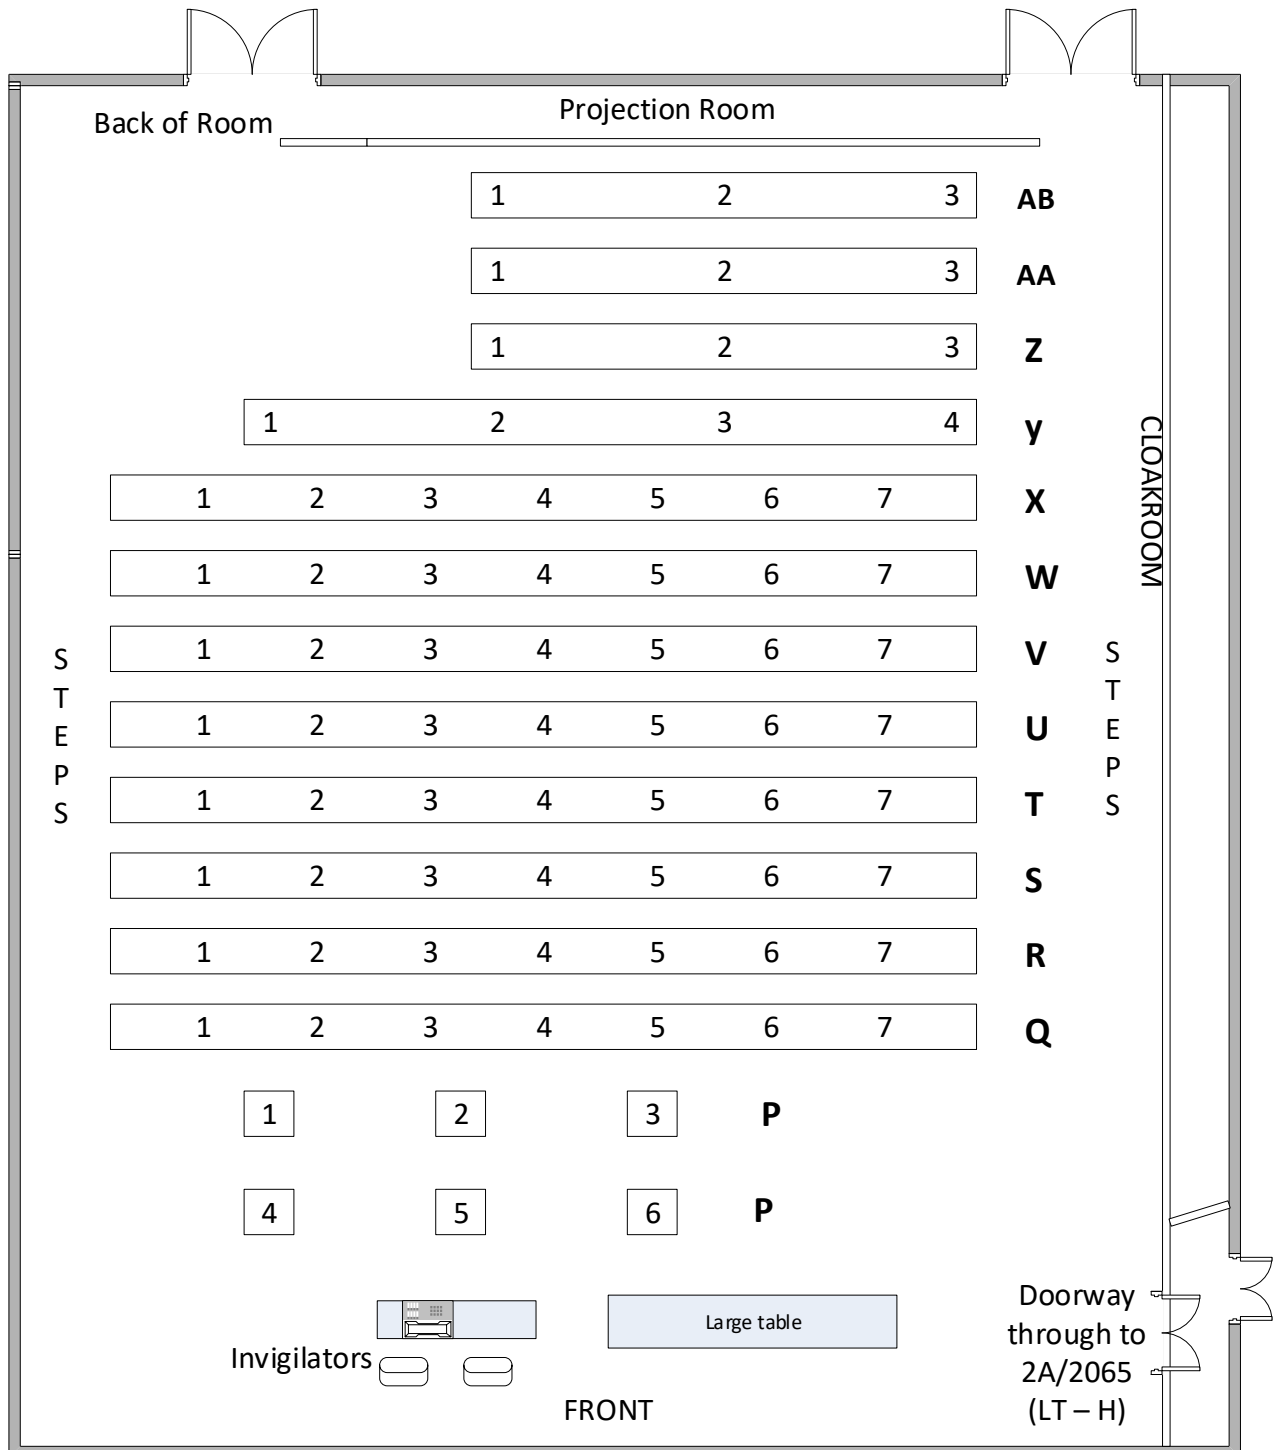 Back of Room
Projection Room
1 2 3 AB
1 2 3 AA
1 2 3 Z
1 2 3 4 y
CLOAKROOM
1 2 3 4 5 6 7 X
1 2 3 4 5 6 7 W
1 2 3 4 5 6 7 V
STEPS
STEPS
1 2 3 4 5 6 7 U
1 2 3 4 5 6 7 T
1 2 3 4 5 6 7 S
1 2 3 4 5 6 7 R
1 2 3 4 5 6 7 Q
1 2 3 P
4 5 6 P
Large table
Invigilators
FRONT
Doorway
through to
2A/2065
(LT – H)